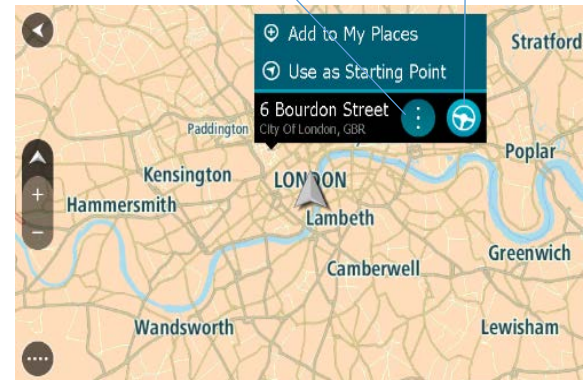 Add to My Places
Stratford
Use as Starting Point
6 Bourdon Street
City Of London, GBR
Paddington
Poplar
Kensington
LONDON
Hammersmith
Lambeth
Greenwich
Camberwell
Wandsworth
Lewisham